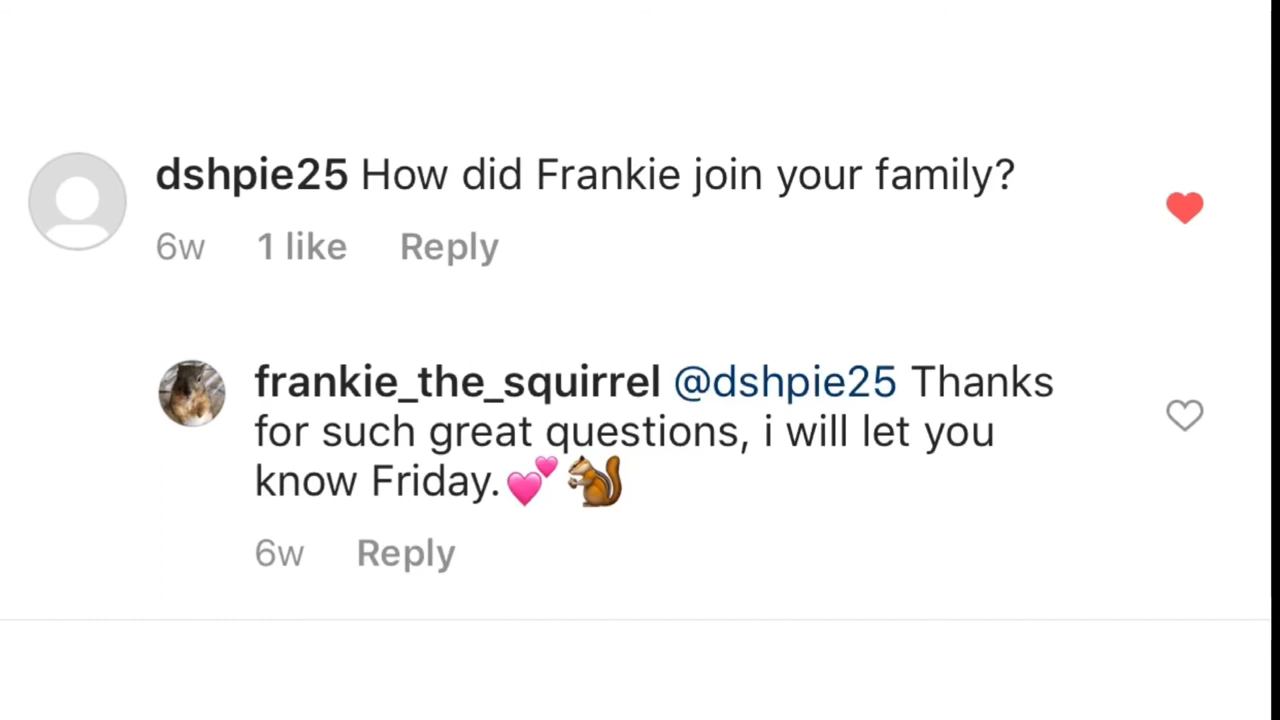 dshpie25 How did Frankie join your family?
6w 1 like Reply
frankie_the_squirrel @dshpie25 Thanks
for such great questions, i will let you
know Friday.💕🐿️
6w Reply